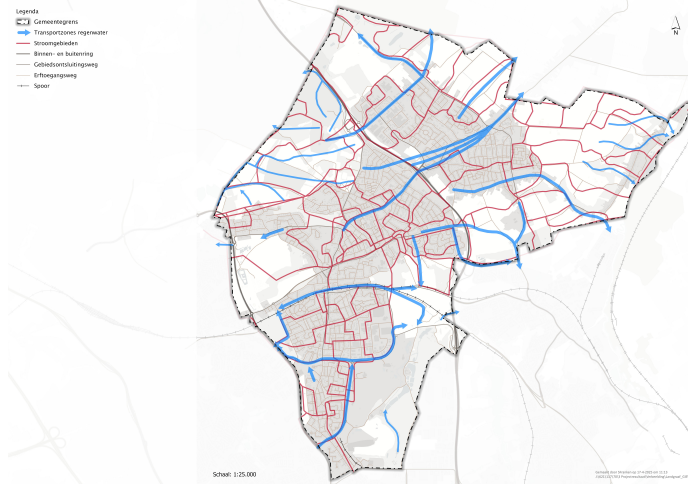 Legenda
Gemeentegrens
Transportzones regenwater
Stroomgebieden
Binnen- en buitenring
Gebiedsontsluitingsweg
Erftoegangsweg
Spoor
N
Schaal: 1:25.000